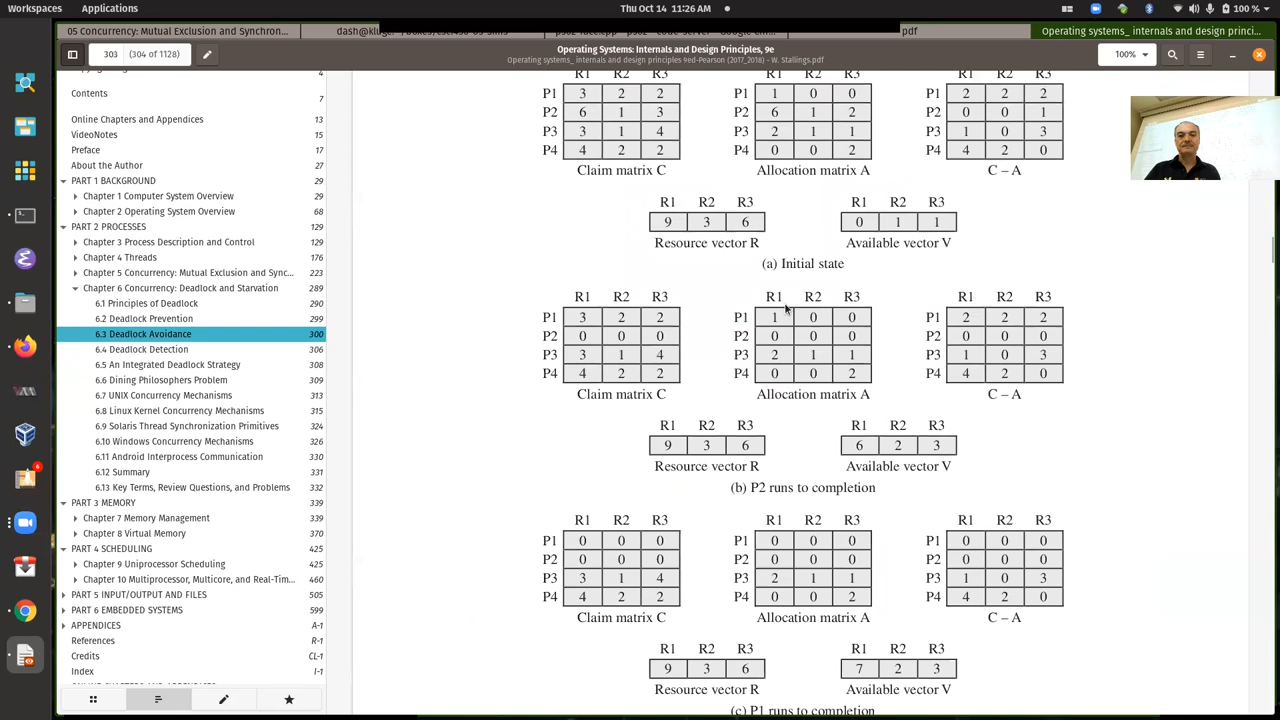 Workspaces Applications Thu Oct 14 11:26 AM 100 %
05 Concurrency: Mutual Exclusion and Synchron... pdf Operating systems_ internals and design princi...
303 (304 of 1128) Operating Systems: Internals and Design Principles, 9e 100%
Operating systems_ internals and design principles 9ed-Pearson (2017_2018) - W. Stallings.pdf
4
Contents 7
Online Chapters and Appendices 13
VideoNotes 15
Preface 17
About the Author 27
PART 1 BACKGROUND 29
Chapter 1 Computer System Overview 29
Chapter 2 Operating System Overview 68
PART 2 PROCESSES 129
Chapter 3 Process Description and Control 129
Chapter 4 Threads 176
Chapter 5 Concurrency: Mutual Exclusion and Sync... 223
Chapter 6 Concurrency: Deadlock and Starvation 289
6.1 Principles of Deadlock 290
6.2 Deadlock Prevention 299
6.3 Deadlock Avoidance 300
6.4 Deadlock Detection 306
6.5 An Integrated Deadlock Strategy 308
6.6 Dining Philosophers Problem 309
6.7 UNIX Concurrency Mechanisms 313
6.8 Linux Kernel Concurrency Mechanisms 315
6.9 Solaris Thread Synchronization Primitives 324
6.10 Windows Concurrency Mechanisms 326
6.11 Android Interprocess Communication 330
6.12 Summary 331
6.13 Key Terms, Review Questions, and Problems 332
PART 3 MEMORY 339
Chapter 7 Memory Management 339
Chapter 8 Virtual Memory 370
PART 4 SCHEDULING 425
Chapter 9 Uniprocessor Scheduling 425
Chapter 10 Multiprocessor, Multicore, and Real-Tim... 460
PART 5 INPUT/OUTPUT AND FILES 505
PART 6 EMBEDDED SYSTEMS 599
APPENDICES A-1
References R-1
Credits CL-1
Index I-1
6
R1 R2 R3 R1 R2 R3 R1 R2 R3
P1 3 2 2 P1 1 0 0 P1 2 2 2
P2 6 1 3 P2 6 1 2 P2 0 0 1
P3 3 1 4 P3 2 1 1 P3 1 0 3
P4 4 2 2 P4 0 0 2 P4 4 2 0
Claim matrix C Allocation matrix A C – A
R1 R2 R3 R1 R2 R3
9 3 6 0 1 1
Resource vector R Available vector V
(a) Initial state
R1 R2 R3 R1 R2 R3 R1 R2 R3
P1 3 2 2 P1 1 0 0 P1 2 2 2
P2 0 0 0 P2 0 0 0 P2 0 0 0
P3 3 1 4 P3 2 1 1 P3 1 0 3
P4 4 2 2 P4 0 0 2 P4 4 2 0
Claim matrix C Allocation matrix A C – A
R1 R2 R3 R1 R2 R3
9 3 6 6 2 3
Resource vector R Available vector V
(b) P2 runs to completion
R1 R2 R3 R1 R2 R3 R1 R2 R3
P1 0 0 0 P1 0 0 0 P1 0 0 0
P2 0 0 0 P2 0 0 0 P2 0 0 0
P3 3 1 4 P3 2 1 1 P3 1 0 3
P4 4 2 2 P4 0 0 2 P4 4 2 0
Claim matrix C Allocation matrix A C – A
R1 R2 R3 R1 R2 R3
9 3 6 7 2 3
Resource vector R Available vector V
(c) P1 runs to completion